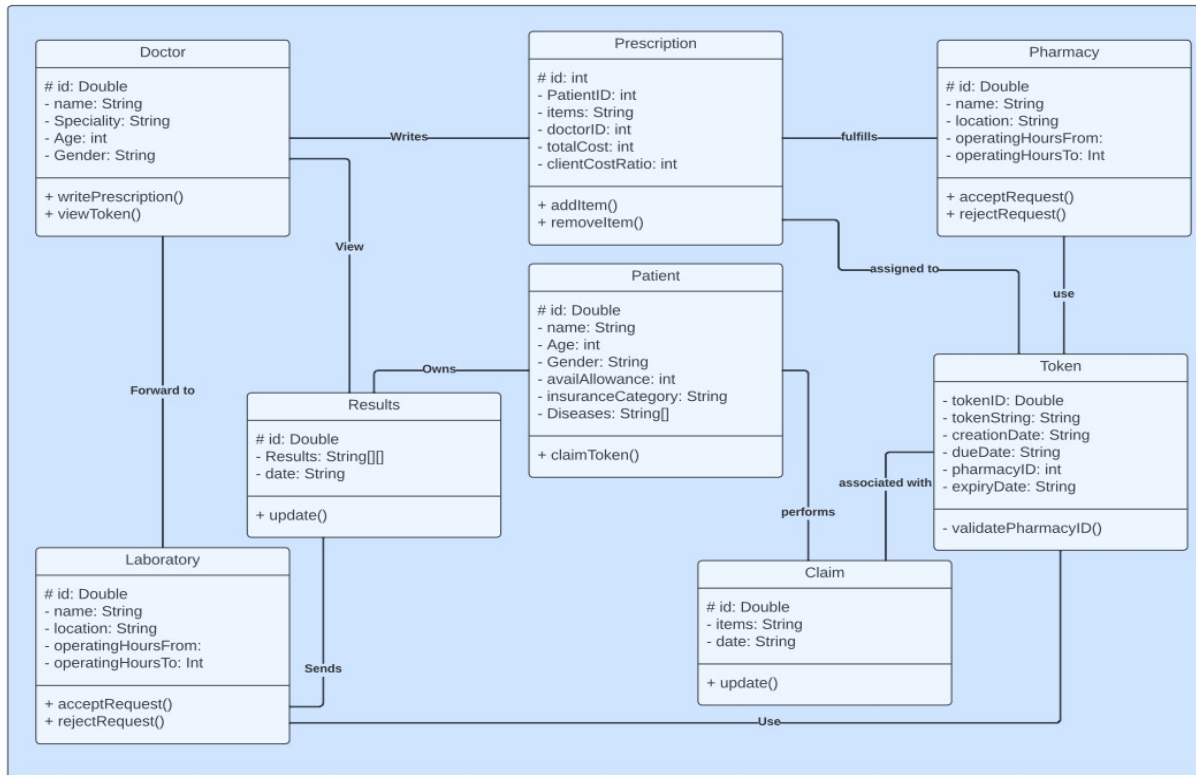 Doctor
# id: Double
- name: String
- Speciality: String
- Age: int
- Gender: String
+ writePrescription()
+ viewToken()
Writes
Prescription
# id: int
- PatientID: int
- items: String
- doctorID: int
- totalCost: int
- clientCostRatio: int
+ addItem()
+ removeItem()
fulfills
Pharmacy
# id: Double
- name: String
- location: String
- operatingHoursFrom:
- operatingHoursTo: Int
+ acceptRequest()
+ rejectRequest()
View
assigned to
use
Forward to
Owns
Patient
# id: Double
- name: String
- Age: int
- Gender: String
- availAllowance: int
- insuranceCategory: String
- Diseases: String[]
+ claimToken()
Results
# id: Double
- Results: String[][]
- date: String
+ update()
Token
- tokenID: Double
- tokenString: String
- creationDate: String
- dueDate: String
- pharmacyID: int
- expiryDate: String
- validatePharmacyID()
associated with
performs
Laboratory
# id: Double
- name: String
- location: String
- operatingHoursFrom:
- operatingHoursTo: Int
+ acceptRequest()
+ rejectRequest()
Sends
Claim
# id: Double
- items: String
- date: String
+ update()
Use